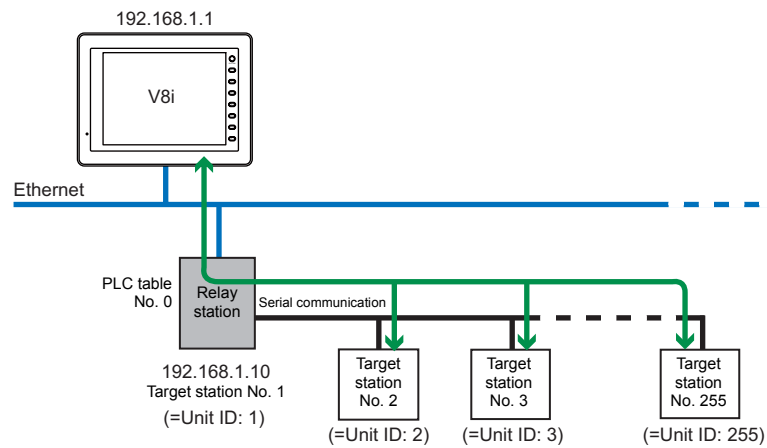 192.168.1.1
V8i
Ethernet
PLC table
No. 0
Relay
station
Serial communication
192.168.1.10
Target station No. 1
(=Unit ID: 1)
Target
station
No. 2
(=Unit ID: 2)
Target
station
No. 3
(=Unit ID: 3)
Target
station
No. 255
(=Unit ID: 255)